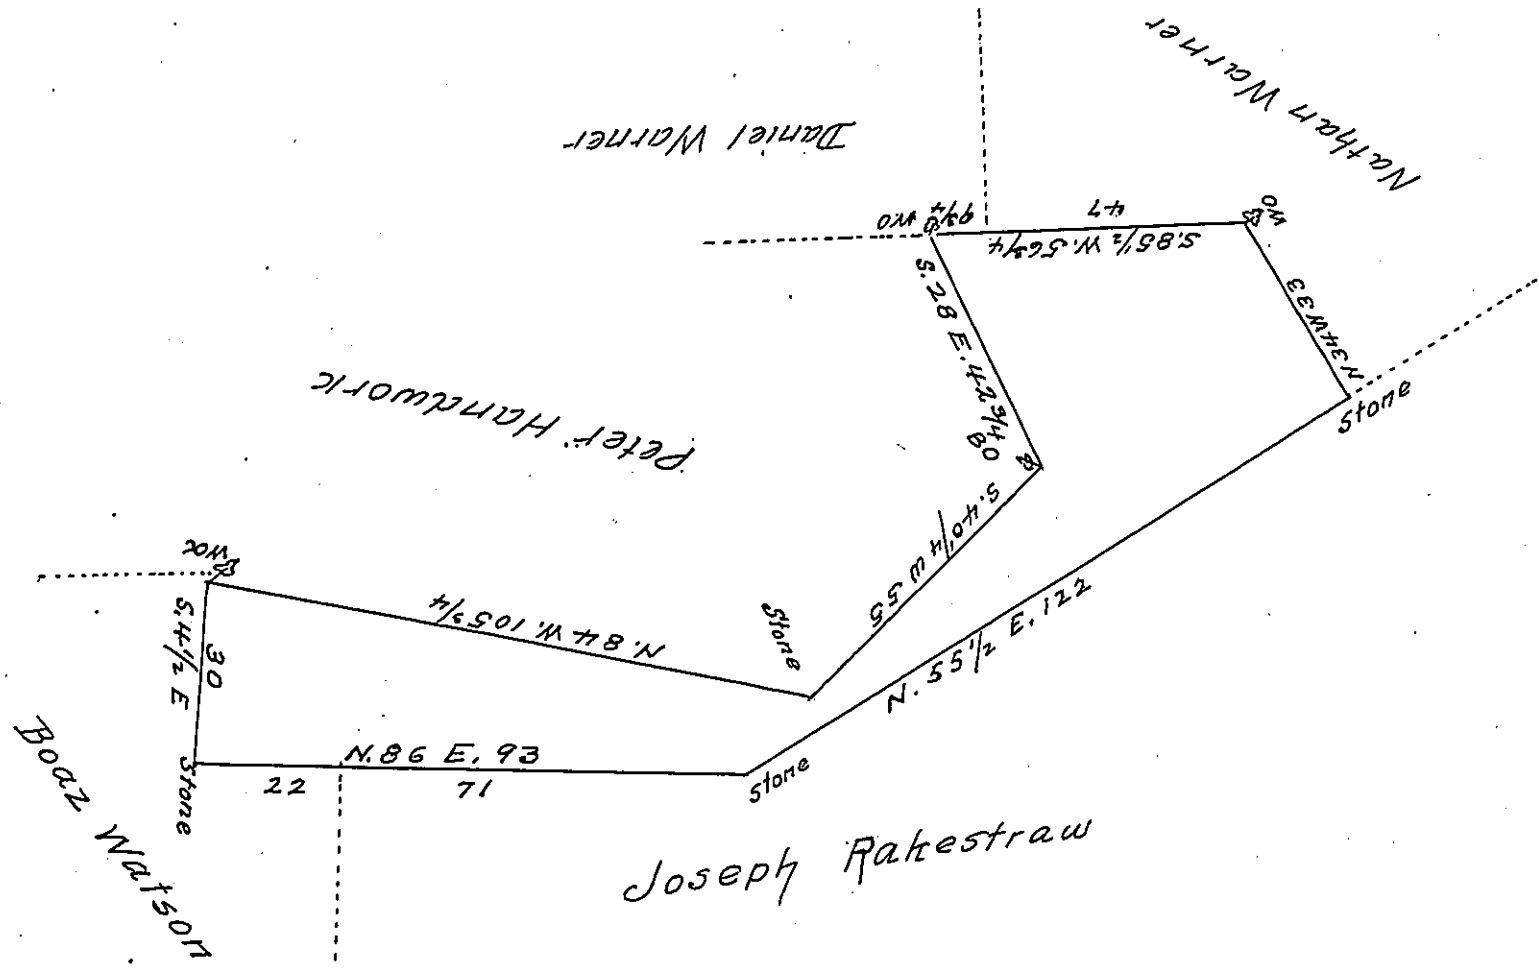 Nathan Warner
Daniel Warner
WO
9 3/4
47
WO
S. 85 1/2 W. 56 3/4
S. 28 E. 42 3/4
BO
N 34 W 33
Stone
Peter Handwork
S. 40 1/4 W 55
N. 55 1/2 E. 122
N. 84 W. 105 3/4
Stone
30
S. 4 1/2 E
Stone
N. 86 E. 93
22
71
Stone
Boaz Watson
Joseph Rakestraw